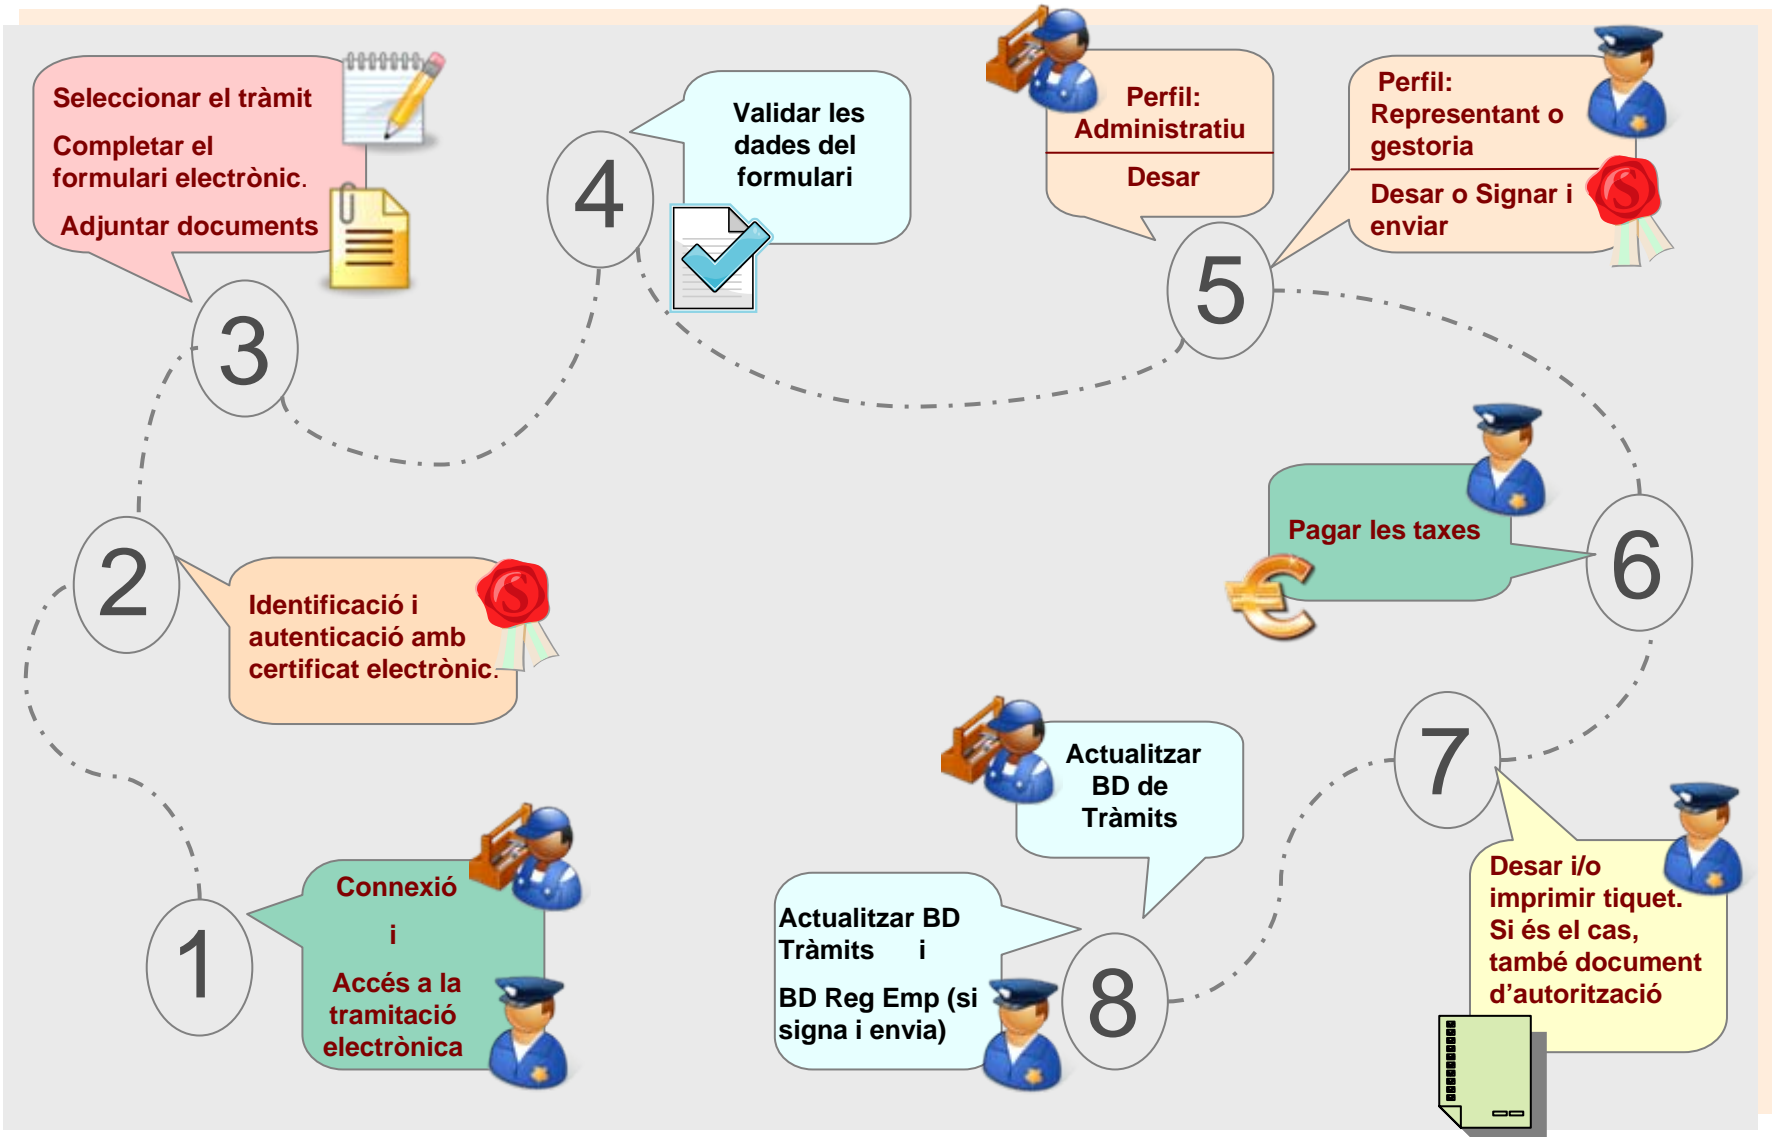 1
Connexió
i
Accés a la
tramitació
electrònica
2
Identificació i
autenticació amb
certificat electrònic.
S
3
Seleccionar el tràmit
Completar el
formulari electrònic.
Adjuntar documents
4
Validar les
dades del
formulari
5
Perfil:
Administratiu
Desar
Perfil:
Representant o
gestoria
Desar o Signar i
enviar
S
6
Pagar les taxes
€
7
Desar i/o
imprimir tiquet.
Si és el cas,
també document
d’autorització
8
Actualitzar
BD de
Tràmits
Actualitzar BD
Tràmits i
BD Reg Emp (si
signa i envia)